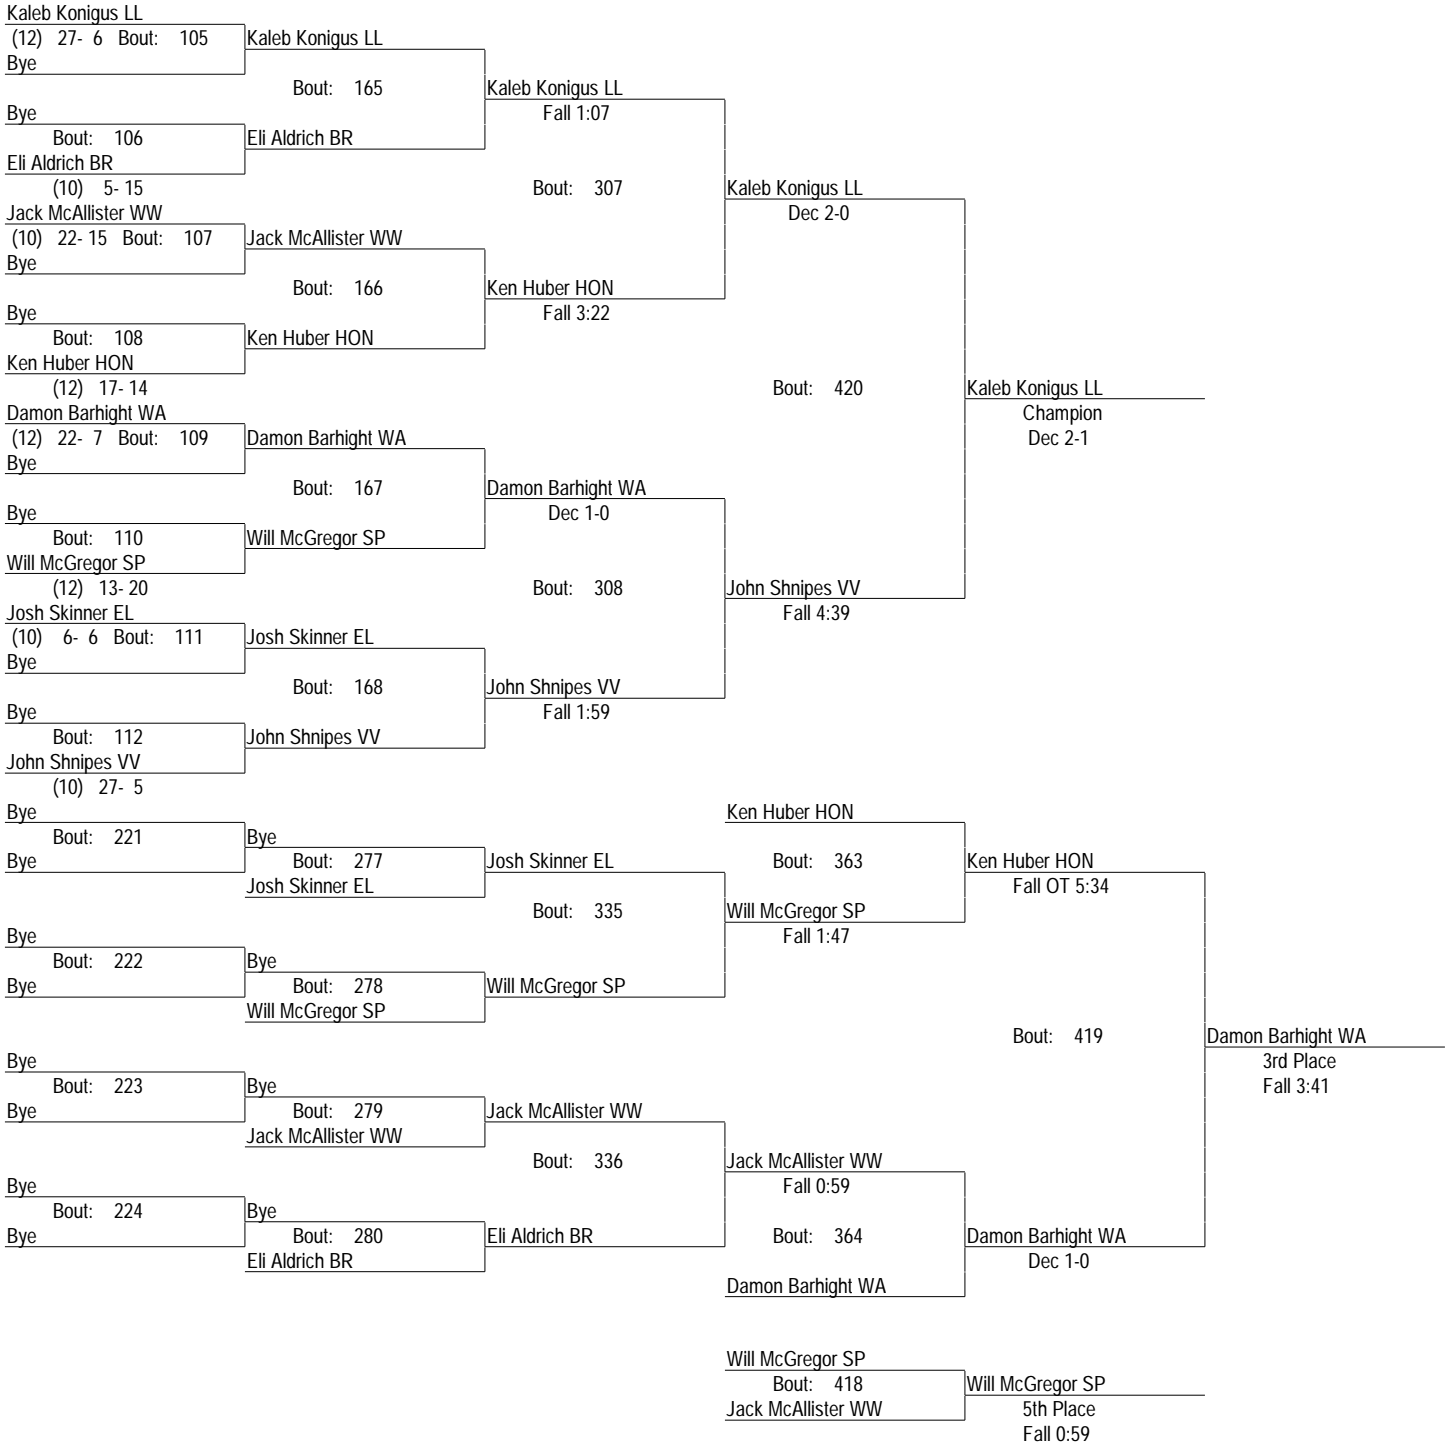 Kaleb Konigus LL
(12) 27- 6 Bout: 105
Kaleb Konigus LL
Bye
Bout: 165
Kaleb Konigus LL
Fall 1:07
Bye
Bout: 106
Eli Aldrich BR
Eli Aldrich BR
(10) 5- 15
Bout: 307
Kaleb Konigus LL
Dec 2-0
Jack McAllister WW
(10) 22- 15 Bout: 107
Jack McAllister WW
Bye
Bout: 166
Ken Huber HON
Fall 3:22
Bye
Bout: 108
Ken Huber HON
Ken Huber HON
(12) 17- 14
Bout: 420
Kaleb Konigus LL
Champion
Dec 2-1
Damon Barhight WA
(12) 22- 7 Bout: 109
Damon Barhight WA
Bye
Bout: 167
Damon Barhight WA
Dec 1-0
Bye
Bout: 110
Will McGregor SP
Will McGregor SP
(12) 13- 20
Bout: 308
John Shnipes VV
Fall 4:39
Josh Skinner EL
(10) 6- 6 Bout: 111
Josh Skinner EL
Bye
Bout: 168
John Shnipes VV
Fall 1:59
Bye
Bout: 112
John Shnipes VV
John Shnipes VV
(10) 27- 5
Bye
Bout: 221
Bye
Bye
Bout: 277
Josh Skinner EL
Josh Skinner EL
Ken Huber HON
Bout: 363
Ken Huber HON
Fall OT 5:34
Bout: 335
Will McGregor SP
Fall 1:47
Bye
Bout: 222
Bye
Bye
Bout: 278
Will McGregor SP
Will McGregor SP
Bout: 419
Damon Barhight WA
3rd Place
Fall 3:41
Bye
Bout: 223
Bye
Bye
Bout: 279
Jack McAllister WW
Jack McAllister WW
Bout: 336
Jack McAllister WW
Fall 0:59
Bye
Bout: 224
Bye
Bye
Bout: 280
Eli Aldrich BR
Eli Aldrich BR
Bout: 364
Damon Barhight WA
Dec 1-0
Damon Barhight WA
Will McGregor SP
Bout: 418
Will McGregor SP
Jack McAllister WW
5th Place
Fall 0:59